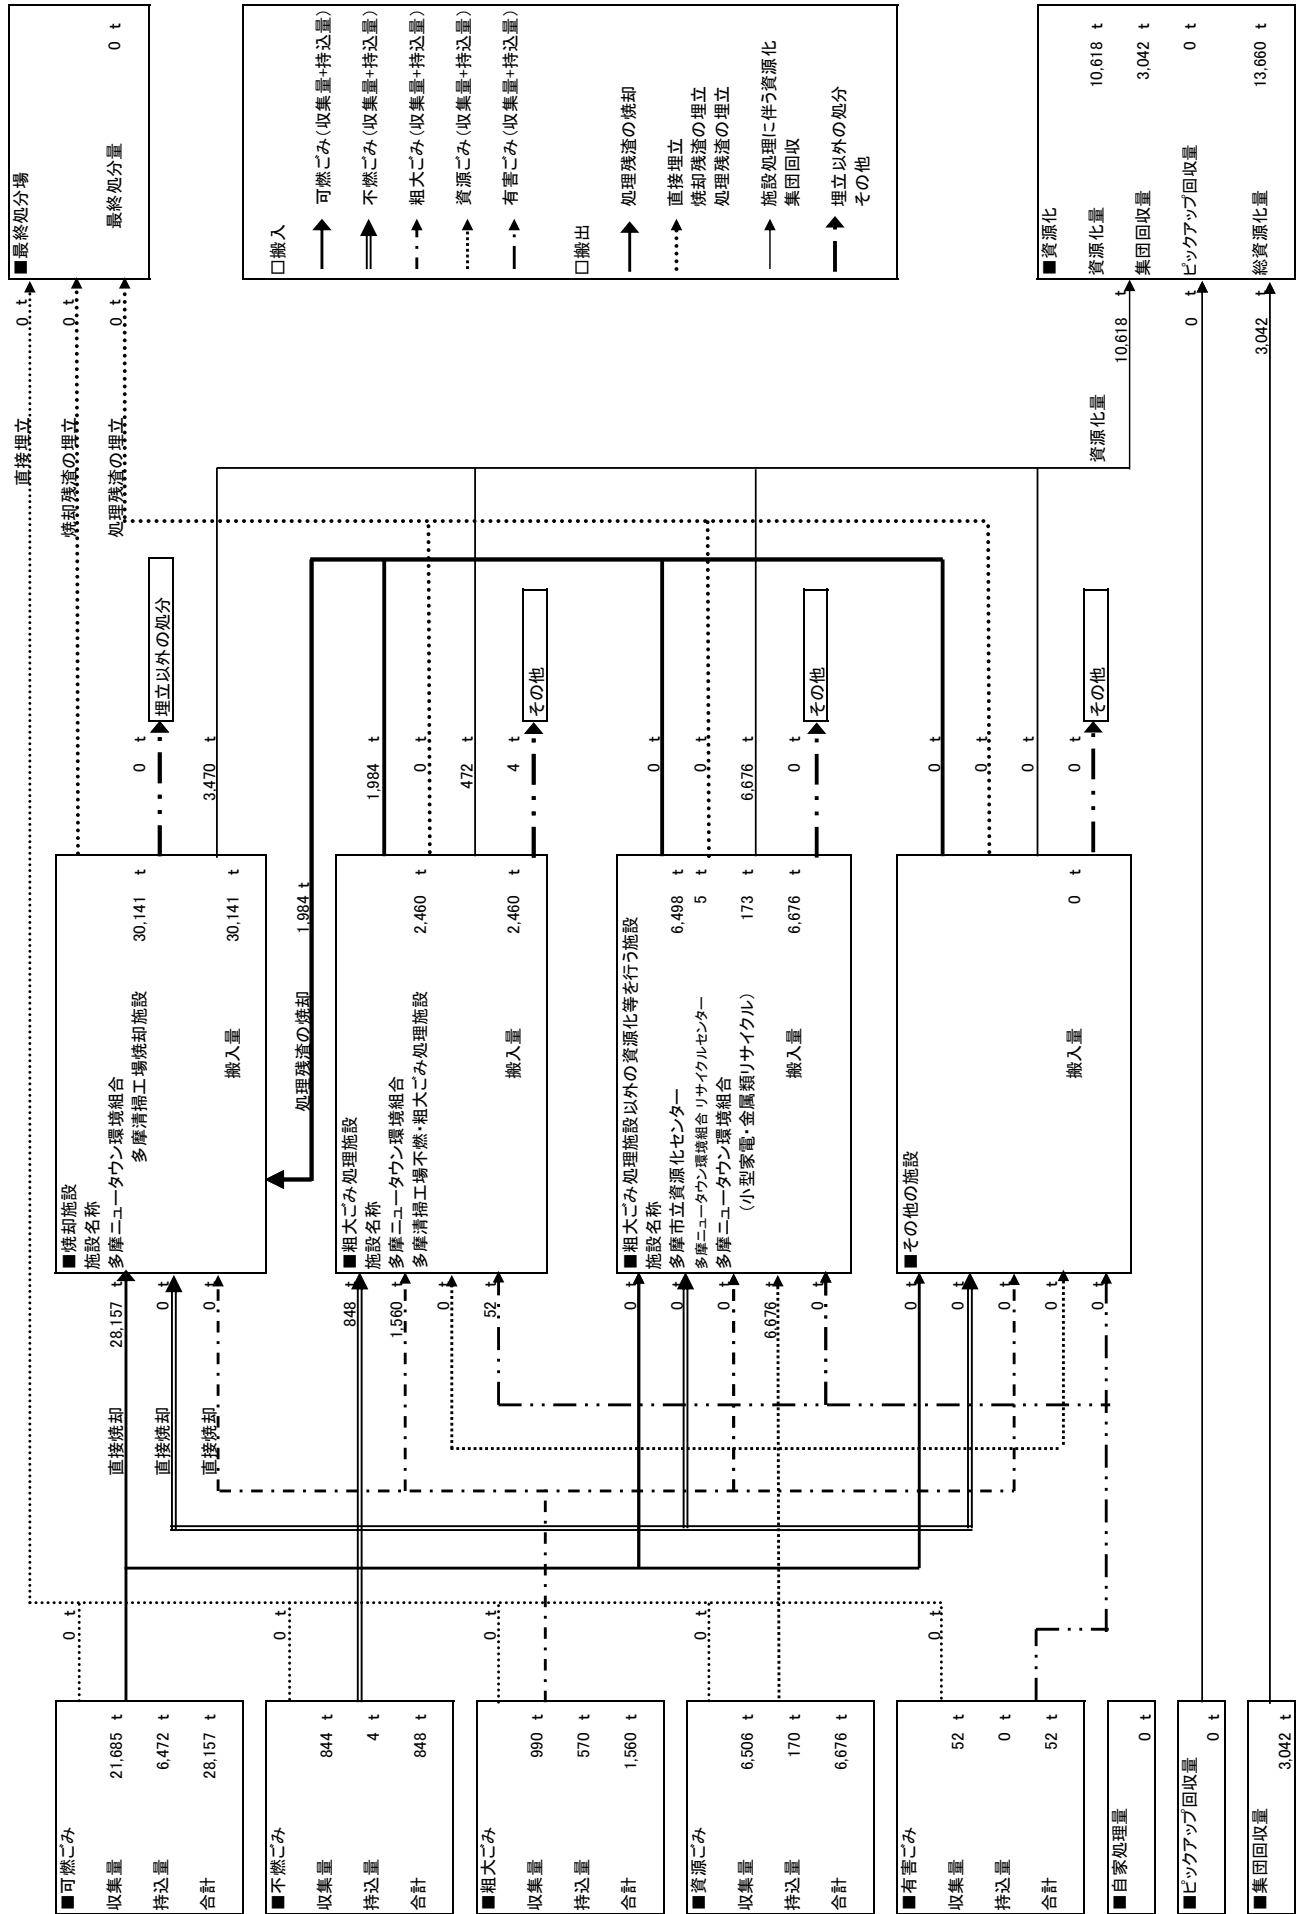 ■可燃ごみ
収集量 21,685 t
持込量 6,472 t
合計 28,157 t
■不燃ごみ
収集量 844 t
持込量 4 t
合計 848 t
■粗大ごみ
収集量 990 t
持込量 570 t
合計 1,560 t
■資源ごみ
収集量 6,506 t
持込量 170 t
合計 6,676 t
■有害ごみ
収集量 52 t
持込量 0 t
合計 52 t
■自家処理量
0 t
■ピックアップ回収量
0 t
■集団回収量
3,042 t
0 t
0 t
0 t
0 t
0 t
直接焼却 28,157 t
直接焼却 0 t
直接焼却 0 t
848 t
1,560 t
0 t
52 t
0 t
0 t
0 t
6,676 t
0 t
0 t
0 t
0 t
0 t
0 t
■焼却施設
施設名称
多摩ニュータウン環境組合
多摩清掃工場焼却施設 30,141 t
搬入量 30,141 t
処理残渣の焼却 1,984 t
■粗大ごみ処理施設
施設名称
多摩ニュータウン環境組合
多摩清掃工場不燃・粗大ごみ処理施設 2,460 t
搬入量 2,460 t
■粗大ごみ処理施設以外の資源化等を行う施設
施設名称
多摩市立資源化センター 6,498 t
多摩ニュータウン環境組合 リサイクルセンター 5 t
多摩ニュータウン環境組合
(小型家電・金属類リサイクル) 173 t
搬入量 6,676 t
■その他の施設
搬入量 0 t
0 t
埋立以外の処分
3,470 t
1,984 t
0 t
472 t
4 t
その他
0 t
0 t
6,676 t
0 t
その他
0 t
0 t
0 t
0 t
その他
直接埋立 0 t
焼却残渣の埋立 0 t
処理残渣の埋立 0 t
資源化量 10,618 t
0 t
3,042 t
■最終処分場
最終処分量 0 t
□搬入
可燃ごみ(収集量+持込量)
不燃ごみ(収集量+持込量)
粗大ごみ(収集量+持込量)
資源ごみ(収集量+持込量)
有害ごみ(収集量+持込量)
□搬出
処理残渣の焼却
直接埋立
焼却残渣の埋立
処理残渣の埋立
施設処理に伴う資源化
集団回収
埋立以外の処分
その他
■資源化
資源化量 10,618 t
集団回収量 3,042 t
ピックアップ回収量 0 t
総資源化量 13,660 t